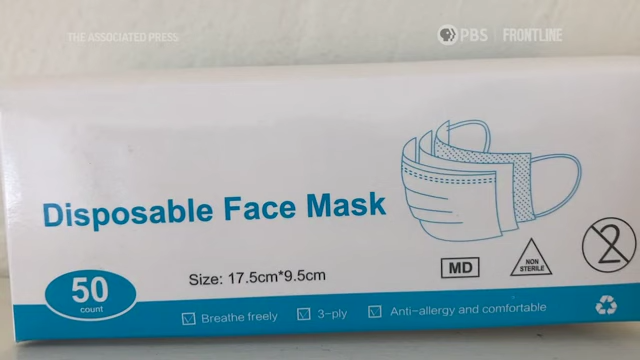 THE ASSOCIATED PRESS
PBS | FRONTLINE
Disposable Face Mask
MD
NON
STERILE
2
50
count
Size: 17.5cm*9.5cm
Breathe freely
3-ply
Anti-allergy and comfortable